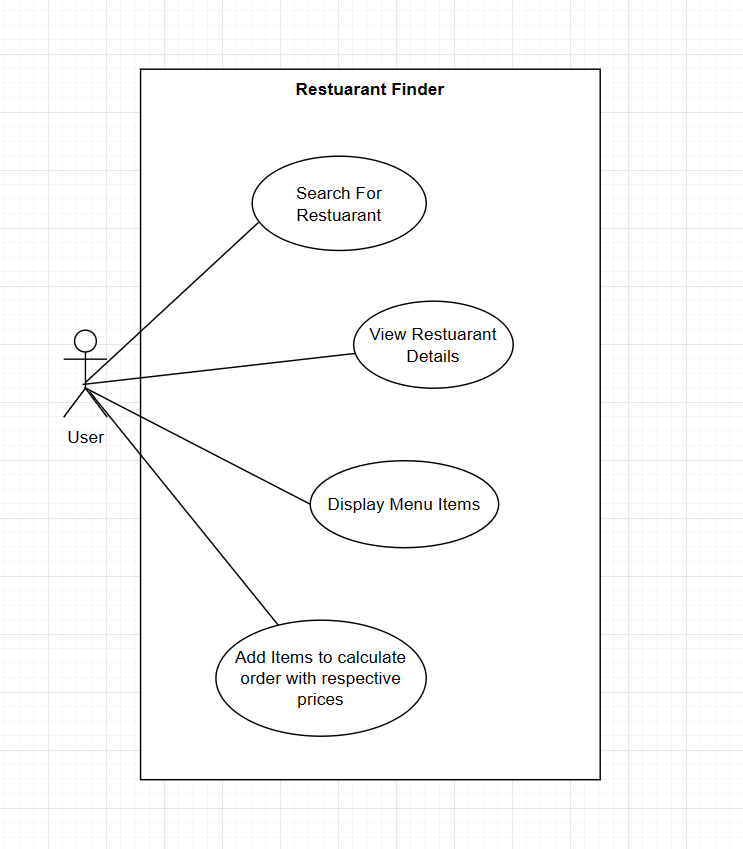 Restuarant Finder
Search For
Restuarant
View Restuarant
Details
User
Display Menu Items
Add Items to calculate
order with respective
prices